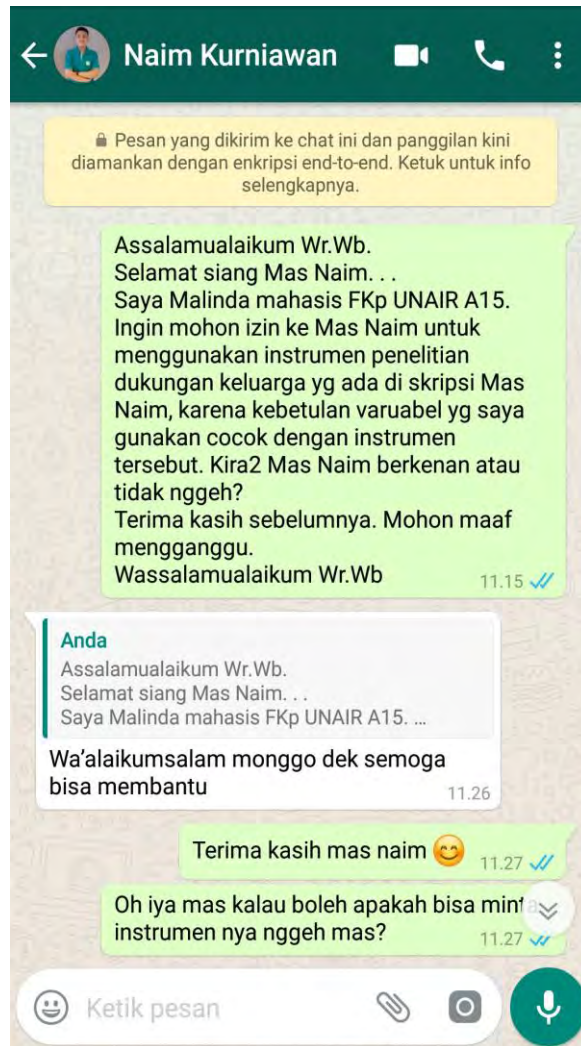 Naim Kurniawan
Pesan yang dikirim ke chat ini dan panggilan kini
diamankan dengan enkripsi end-to-end. Ketuk untuk info
selengkapnya.
Assalamualaikum Wr.Wb.
Selamat siang Mas Naim. . .
Saya Malinda mahasis FKp UNAIR A15.
Ingin mohon izin ke Mas Naim untuk
menggunakan instrumen penelitian
dukungan keluarga yg ada di skripsi Mas
Naim, karena kebetulan varuabel yg saya
gunakan cocok dengan instrumen
tersebut. Kira2 Mas Naim berkenan atau
tidak nggeh?
Terima kasih sebelumnya. Mohon maaf
mengganggu.
Wassalamualaikum Wr.Wb
11.15
Anda
Assalamualaikum Wr.Wb.
Selamat siang Mas Naim. . .
Saya Malinda mahasis FKp UNAIR A15. ...
Wa'alaikumsalam monggo dek semoga
bisa membantu
11.26
Terima kasih mas naim 😊
11.27
Oh iya mas kalau boleh apakah bisa minta
instrumen nya nggeh mas?
11.27
Ketik pesan